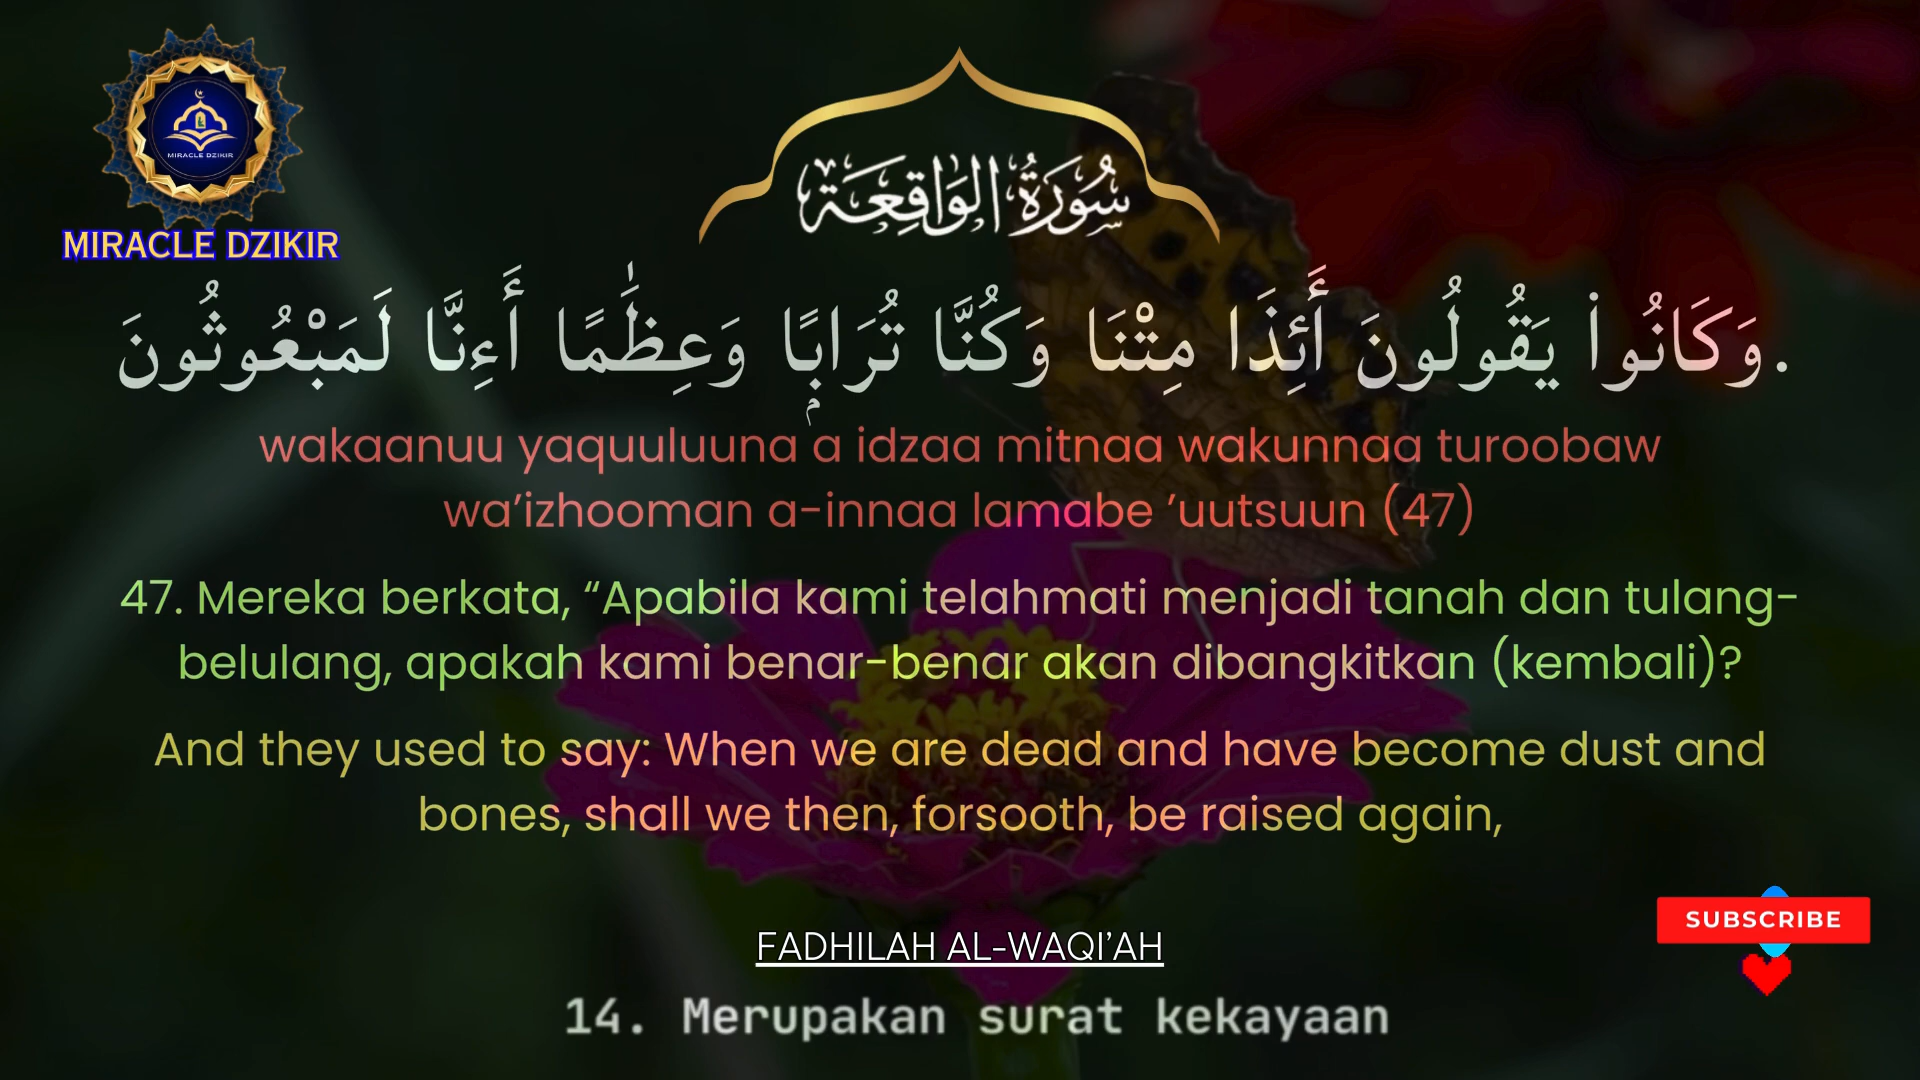 MIRACLE DZIKIR
MIRACLE DZIKIR
سُورَةُ الوَاقِعَة
وَكَانُوا۟ يَقُولُونَ أَئِذَا مِتْنَا وَكُنَّا تُرَابًۭا وَعِظَٰمًا أَءِنَّا لَمَبْعُوثُونَ.
wakaanuu yaquuluuna a idzaa mitnaa wakunnaa turoobaw
wa’izhooman a-innaa lamabe ’uutsuun (47)
47. Mereka berkata, “Apabila kami telahmati menjadi tanah dan tulang-
belulang, apakah kami benar-benar akan dibangkitkan (kembali)?
And they used to say: When we are dead and have become dust and
bones, shall we then, forsooth, be raised again,
SUBSCRIBE
FADHILAH AL-WAQI’AH
14. Merupakan surat kekayaan